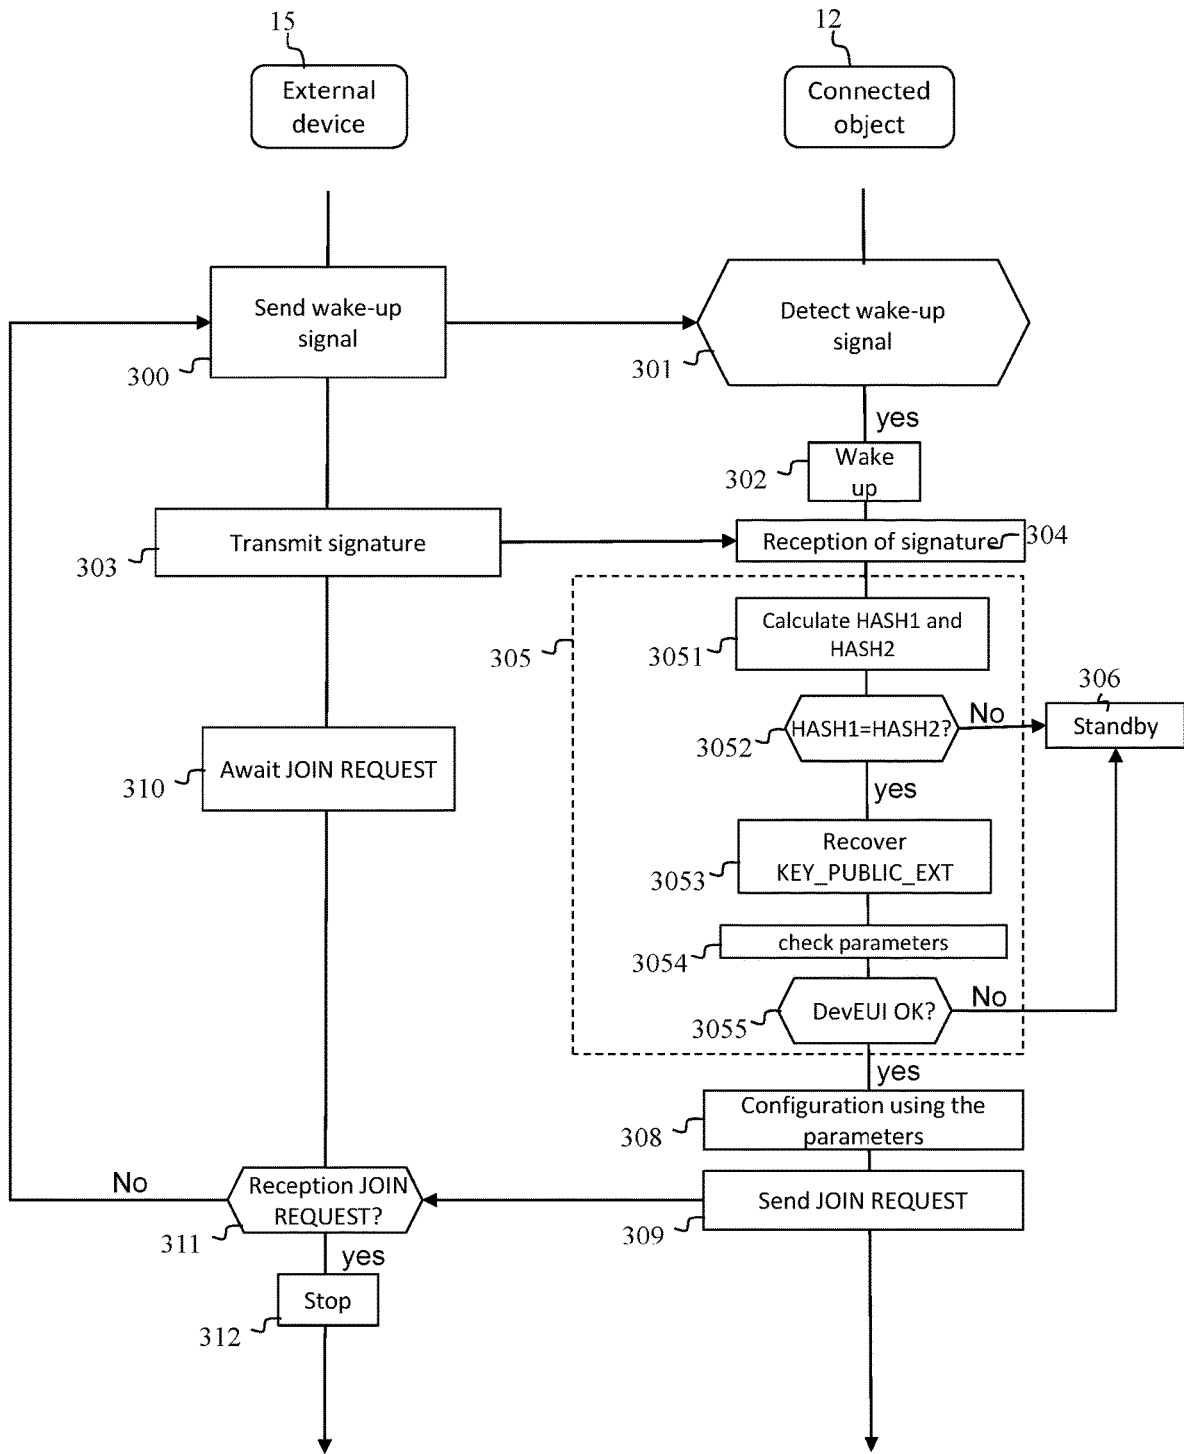 15
12
External
device
Connected
object
Send wake-up
signal
300
Detect wake-up
signal
301
yes
302
Wake
up
Transmit signature
303
Reception of signature
304
305
Calculate HASH1 and
HASH2
3051
306
HASH1=HASH2?
3052
No
Standby
Await JOIN REQUEST
310
yes
Recover
KEY_PUBLIC_EXT
3053
check parameters
3054
DevEUI OK?
3055
No
yes
Configuration using the
parameters
308
No
Reception JOIN
REQUEST?
311
Send JOIN REQUEST
309
yes
Stop
312